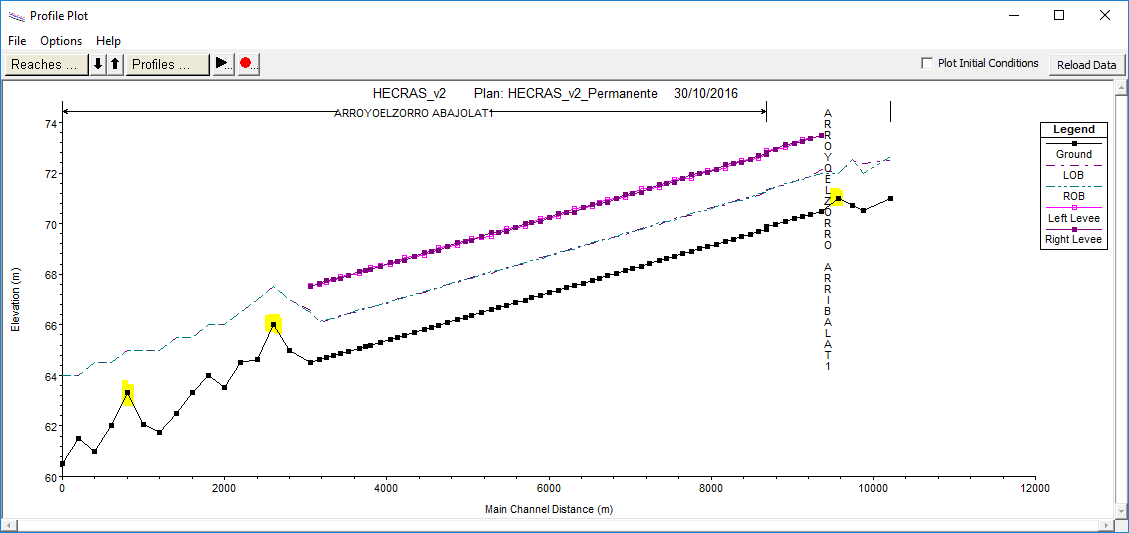 Profile Plot
File Options Help
Reaches ... Profiles ... ... ... Plot Initial Conditions Reload Data
HECRAS_v2 Plan: HECRAS_v2_Permanente 30/10/2016
ARROYOELZORRO ABAJOLAT1
ARROYOELZORRO ARRIBALAT1
Legend
Ground
LOB
ROB
Left Levee
Right Levee
74
72
70
68
66
64
62
60
Elevation (m)
0 2000 4000 6000 8000 10000 12000
Main Channel Distance (m)